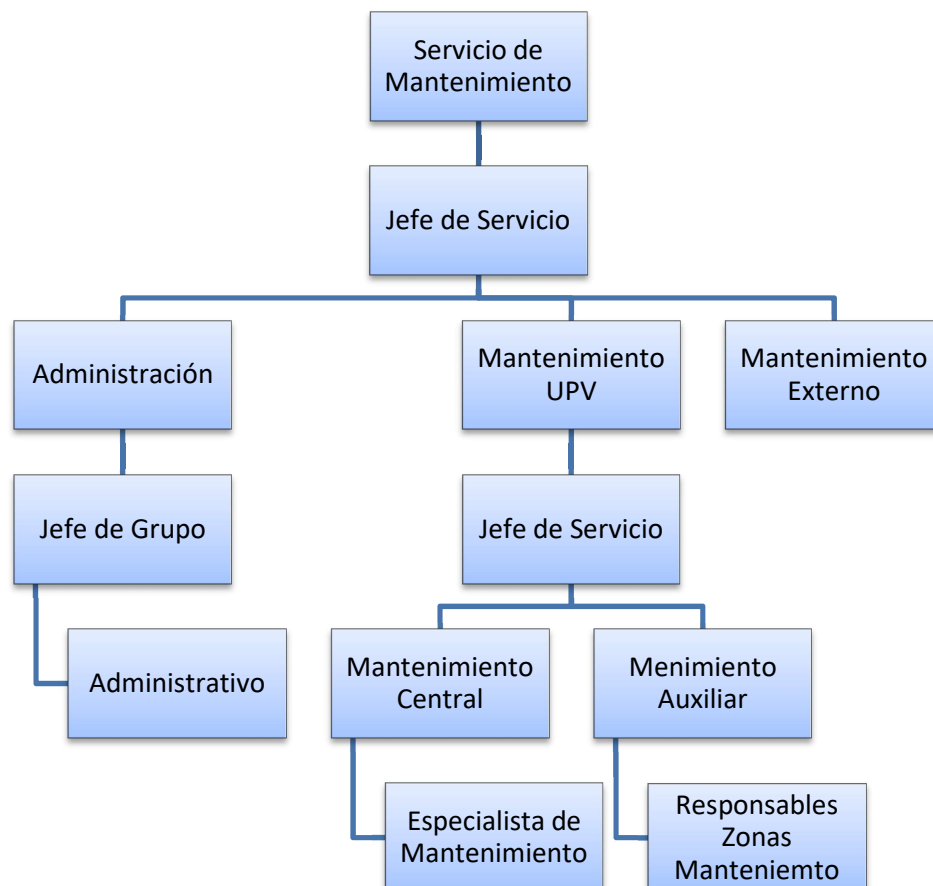 Servicio de
Mantenimiento
Jefe de Servicio
Administración
Mantenimiento
UPV
Mantenimiento
Externo
Jefe de Grupo
Jefe de Servicio
Administrativo
Mantenimiento
Central
Menimiento
Auxiliar
Especialista de
Mantenimiento
Responsables
Zonas
Manteniemto